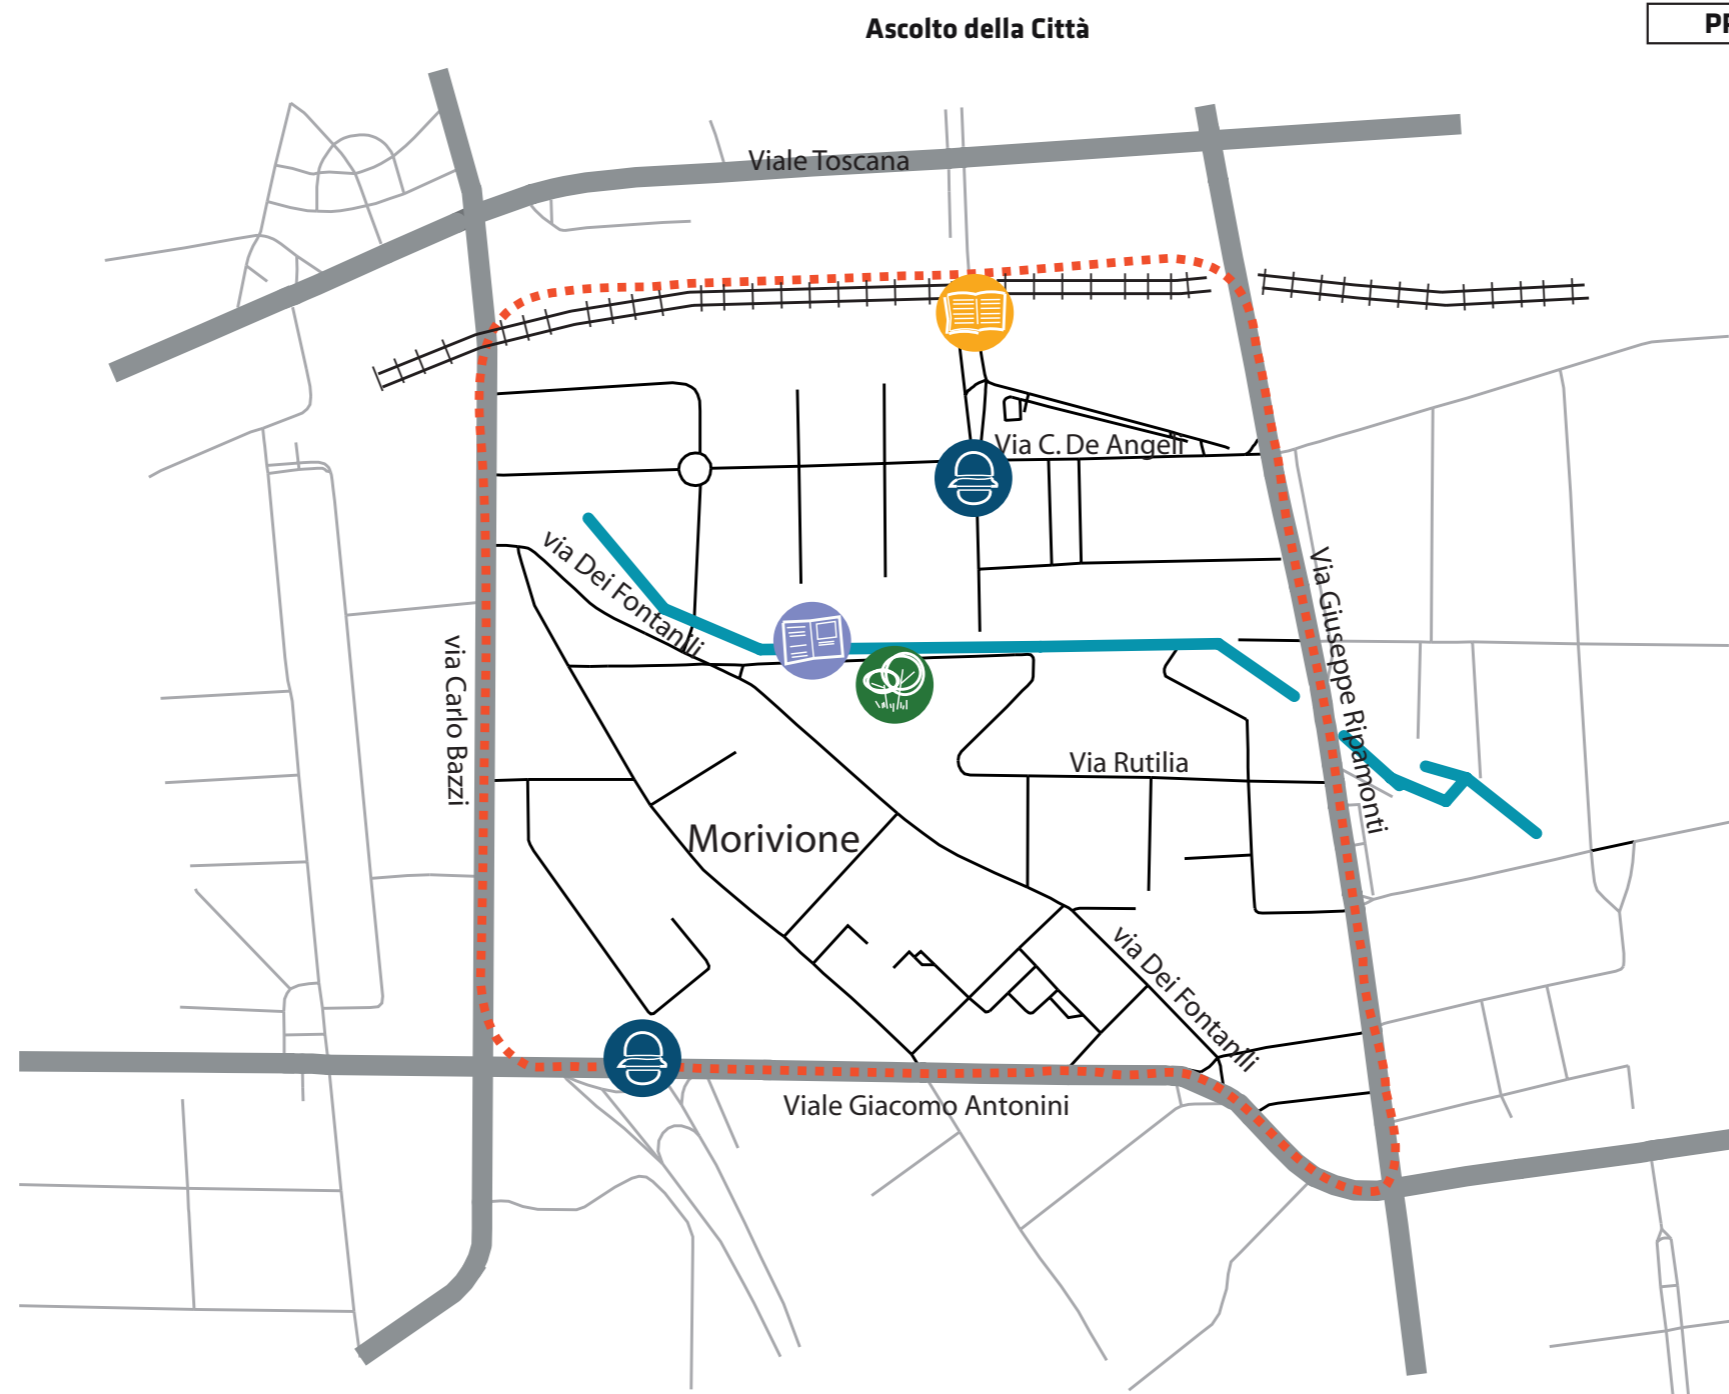 Ascolto della Città
PR
Viale Toscana
Via C. De Angeli
via Dei Fontanili
Via Giuseppe Ripamonti
via Carlo Bazzi
Via Rutilia
Morivione
via Dei Fontanili
Viale Giacomo Antonini